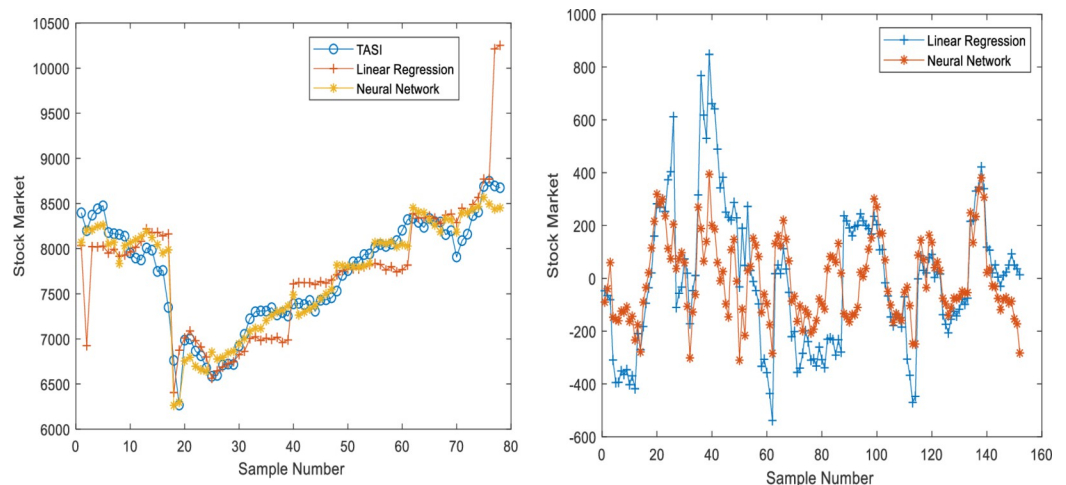 10500
10000
9500
9000
8500
8000
7500
7000
6500
6000
Stock Market
0 10 20 30 40 50 60 70 80
Sample Number
TASI
Linear Regression
Neural Network
1000
800
600
400
200
0
-200
-400
-600
Stock Market
0 20 40 60 80 100 120 140 160
Sample Number
Linear Regression
Neural Network